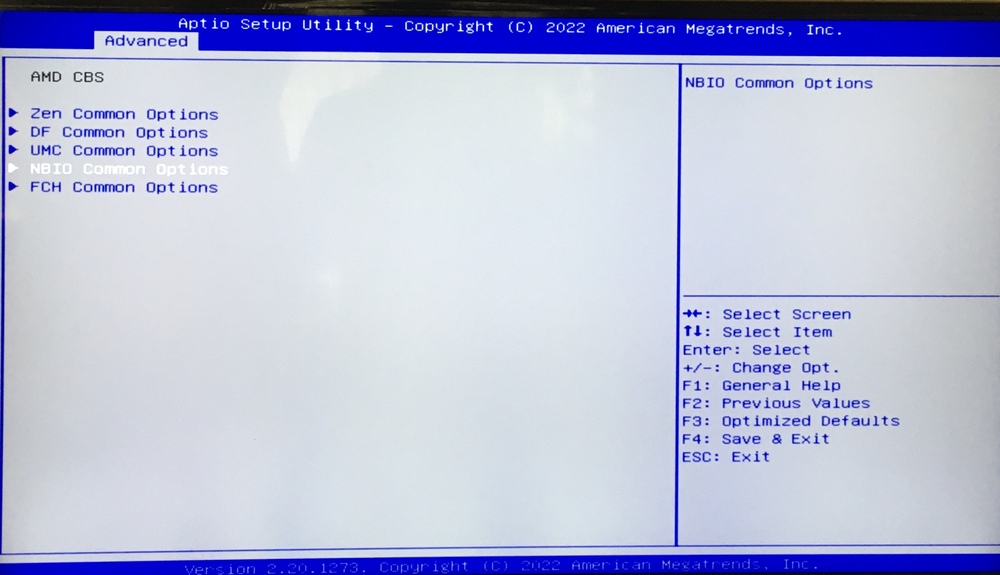 Aptio Setup Utility - Copyright (C) 2022 American Megatrends, Inc.
Advanced
AMD CBS
Zen Common Options
DF Common Options
UMC Common Options
NBIO Common Options
FCH Common Options
NBIO Common Options
→←: Select Screen
↑↓: Select Item
Enter: Select
+/-: Change Opt.
F1: General Help
F2: Previous Values
F3: Optimized Defaults
F4: Save & Exit
ESC: Exit
Version 2.20.1273. Copyright (C) 2022 American Megatrends, Inc.